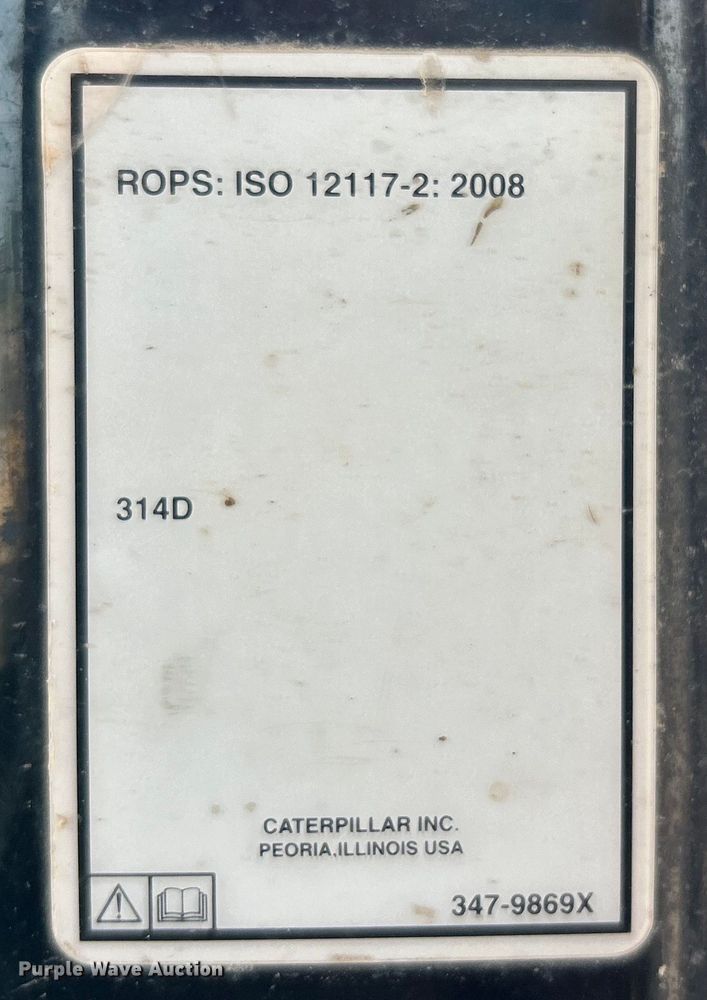 ROPS: ISO 12117-2: 2008
314D
CATERPILLAR INC.
PEORIA,ILLINOIS USA
347-9869X
Purple Wave Auction